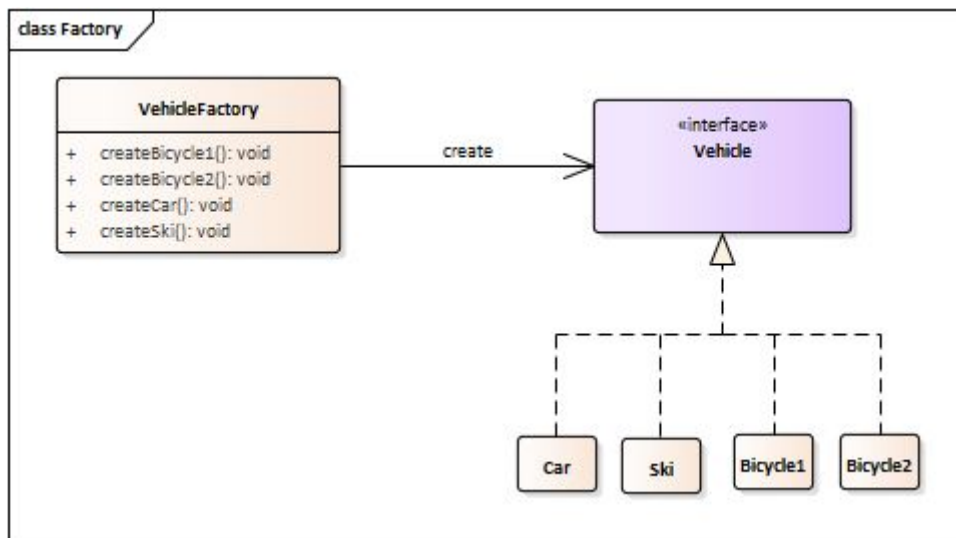 class Factory
VehicleFactory
+ createBicycle1(): void
+ createBicycle2(): void
+ createCar(): void
+ createSki(): void
create
«interface»
Vehicle
Car
Ski
Bicycle1
Bicycle2